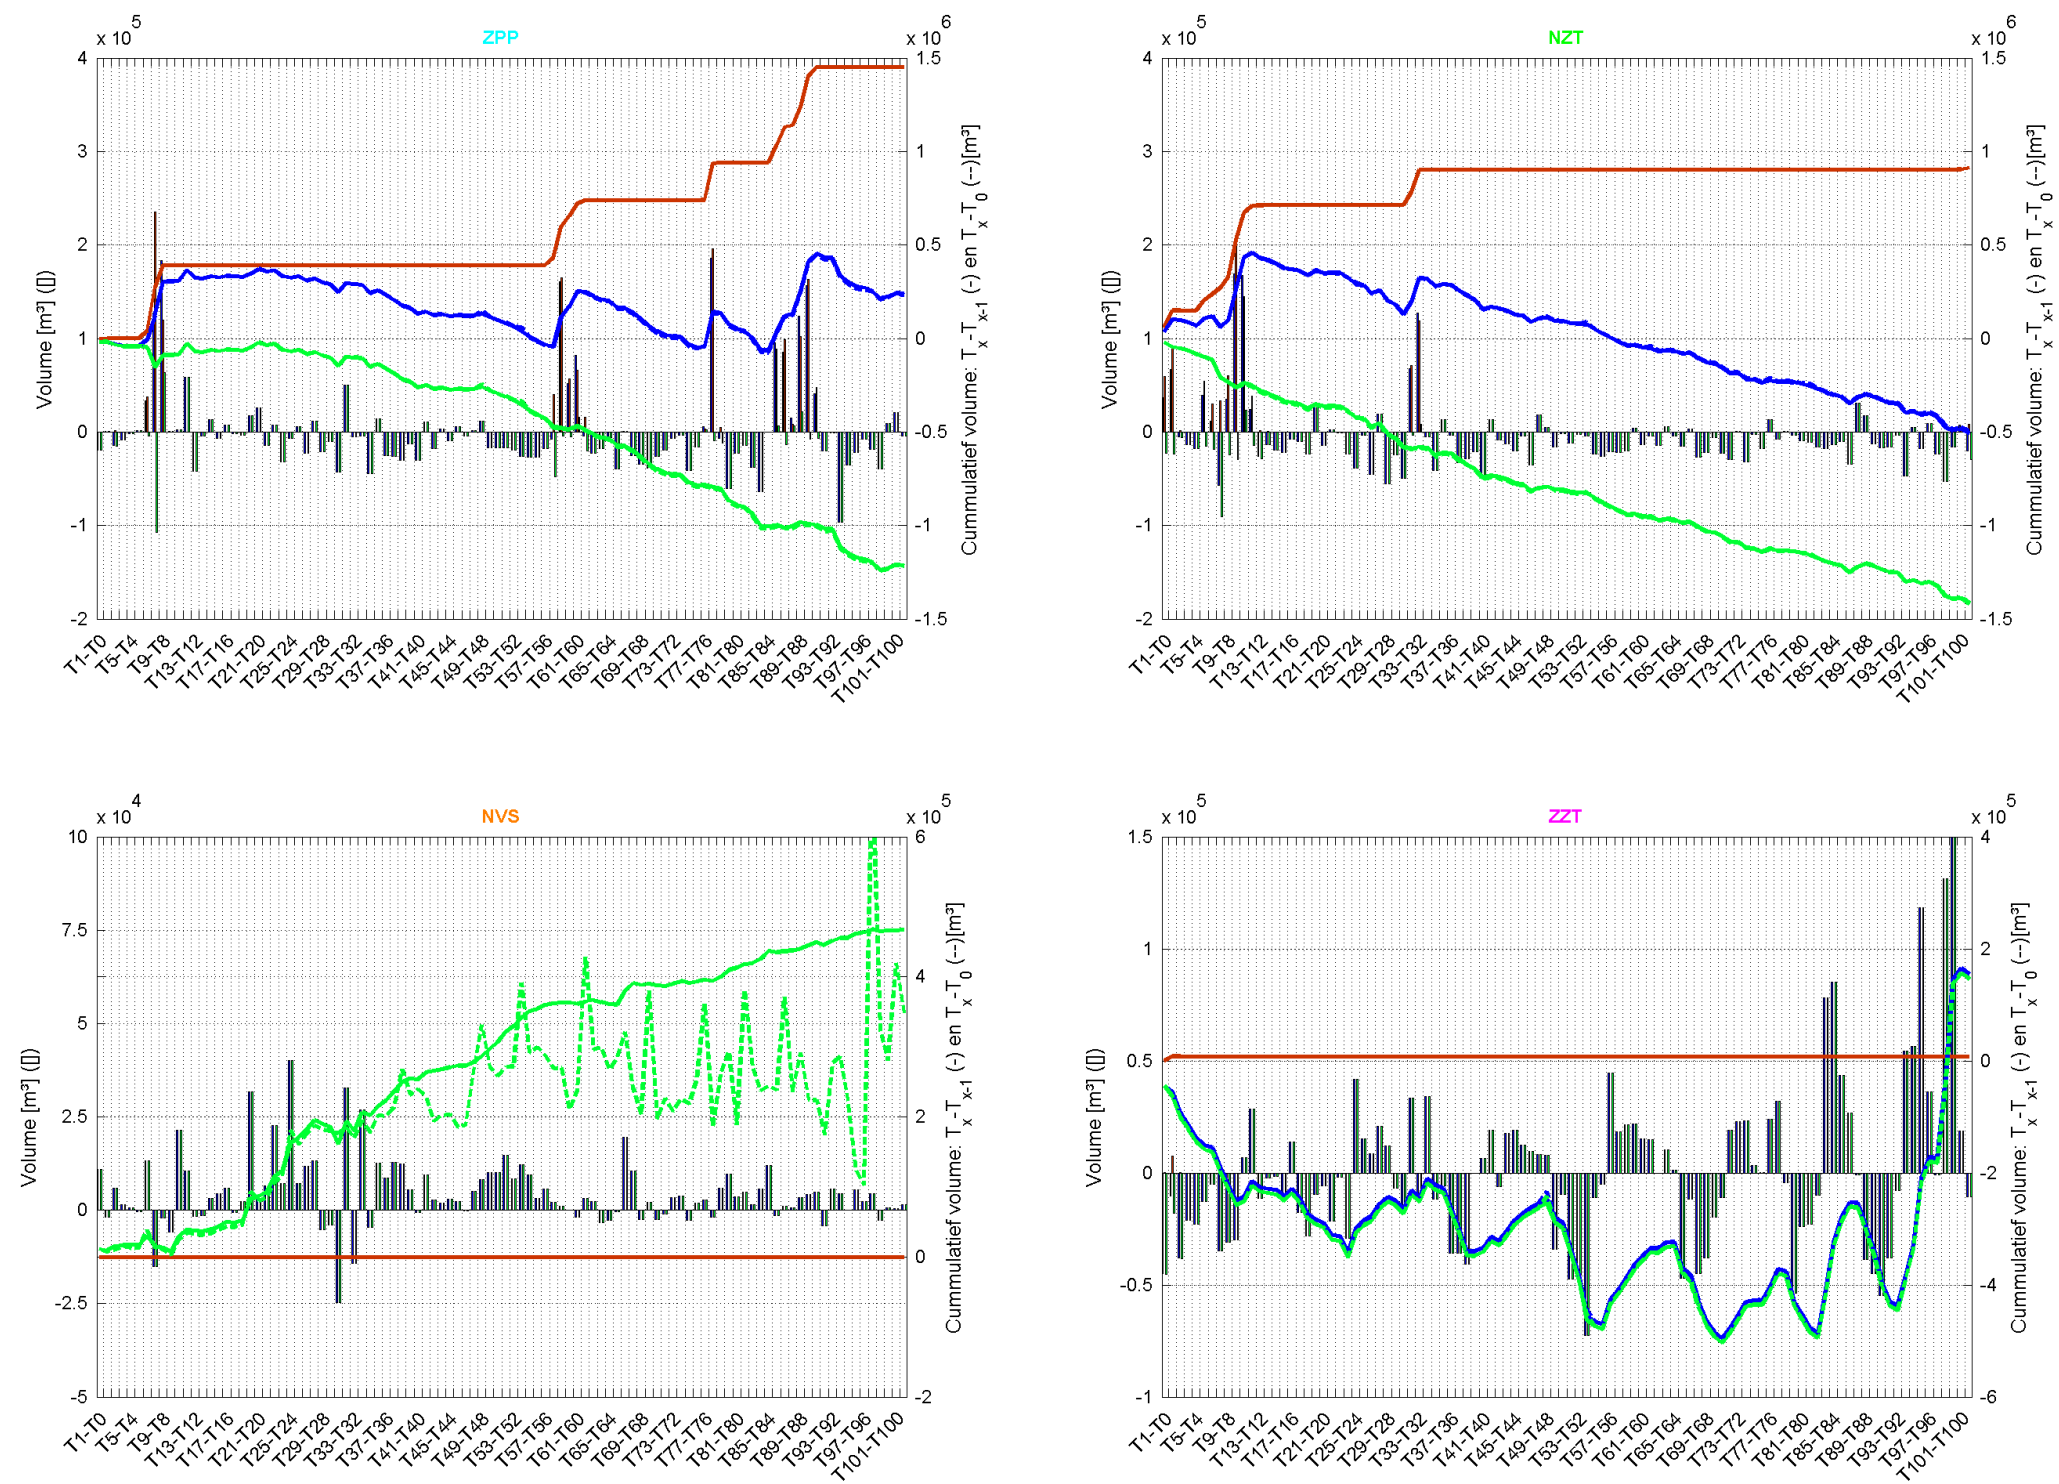 x 10 5
ZPP
x 10 6
4
3
2
1
0
-1
-2
1.5
1
0.5
0
-0.5
-1
-1.5
Volume [m³] ([])
Cummulatief volume: Tx-Tx-1 (-) en Tx-T0 (--)[m³]
T1-T0
T5-T4
T9-T8
T13-T12
T17-T16
T21-T20
T25-T24
T29-T28
T33-T32
T37-T36
T41-T40
T45-T44
T49-T48
T53-T52
T57-T56
T61-T60
T65-T64
T69-T68
T73-T72
T77-T76
T81-T80
T85-T84
T89-T88
T93-T92
T97-T96
T101-T100
x 10 5
NZT
x 10 6
4
3
2
1
0
-1
-2
1.5
1
0.5
0
-0.5
-1
-1.5
Volume [m³] ([])
Cummulatief volume: Tx-Tx-1 (-) en Tx-T0 (--)[m³]
T1-T0
T5-T4
T9-T8
T13-T12
T17-T16
T21-T20
T25-T24
T29-T28
T33-T32
T37-T36
T41-T40
T45-T44
T49-T48
T53-T52
T57-T56
T61-T60
T65-T64
T69-T68
T73-T72
T77-T76
T81-T80
T85-T84
T89-T88
T93-T92
T97-T96
T101-T100
x 10 4
NVS
x 10 5
10
7.5
5
2.5
0
-2.5
-5
6
4
2
0
-2
Volume [m³] ([])
Cummulatief volume: Tx-Tx-1 (-) en Tx-T0 (--)[m³]
T1-T0
T5-T4
T9-T8
T13-T12
T17-T16
T21-T20
T25-T24
T29-T28
T33-T32
T37-T36
T41-T40
T45-T44
T49-T48
T53-T52
T57-T56
T61-T60
T65-T64
T69-T68
T73-T72
T77-T76
T81-T80
T85-T84
T89-T88
T93-T92
T97-T96
T101-T100
x 10 5
ZZT
x 10 5
1.5
1
0.5
0
-0.5
-1
4
2
0
-2
-4
-6
Volume [m³] ([])
Cummulatief volume: Tx-Tx-1 (-) en Tx-T0 (--)[m³]
T1-T0
T5-T4
T9-T8
T13-T12
T17-T16
T21-T20
T25-T24
T29-T28
T33-T32
T37-T36
T41-T40
T45-T44
T49-T48
T53-T52
T57-T56
T61-T60
T65-T64
T69-T68
T73-T72
T77-T76
T81-T80
T85-T84
T89-T88
T93-T92
T97-T96
T101-T100